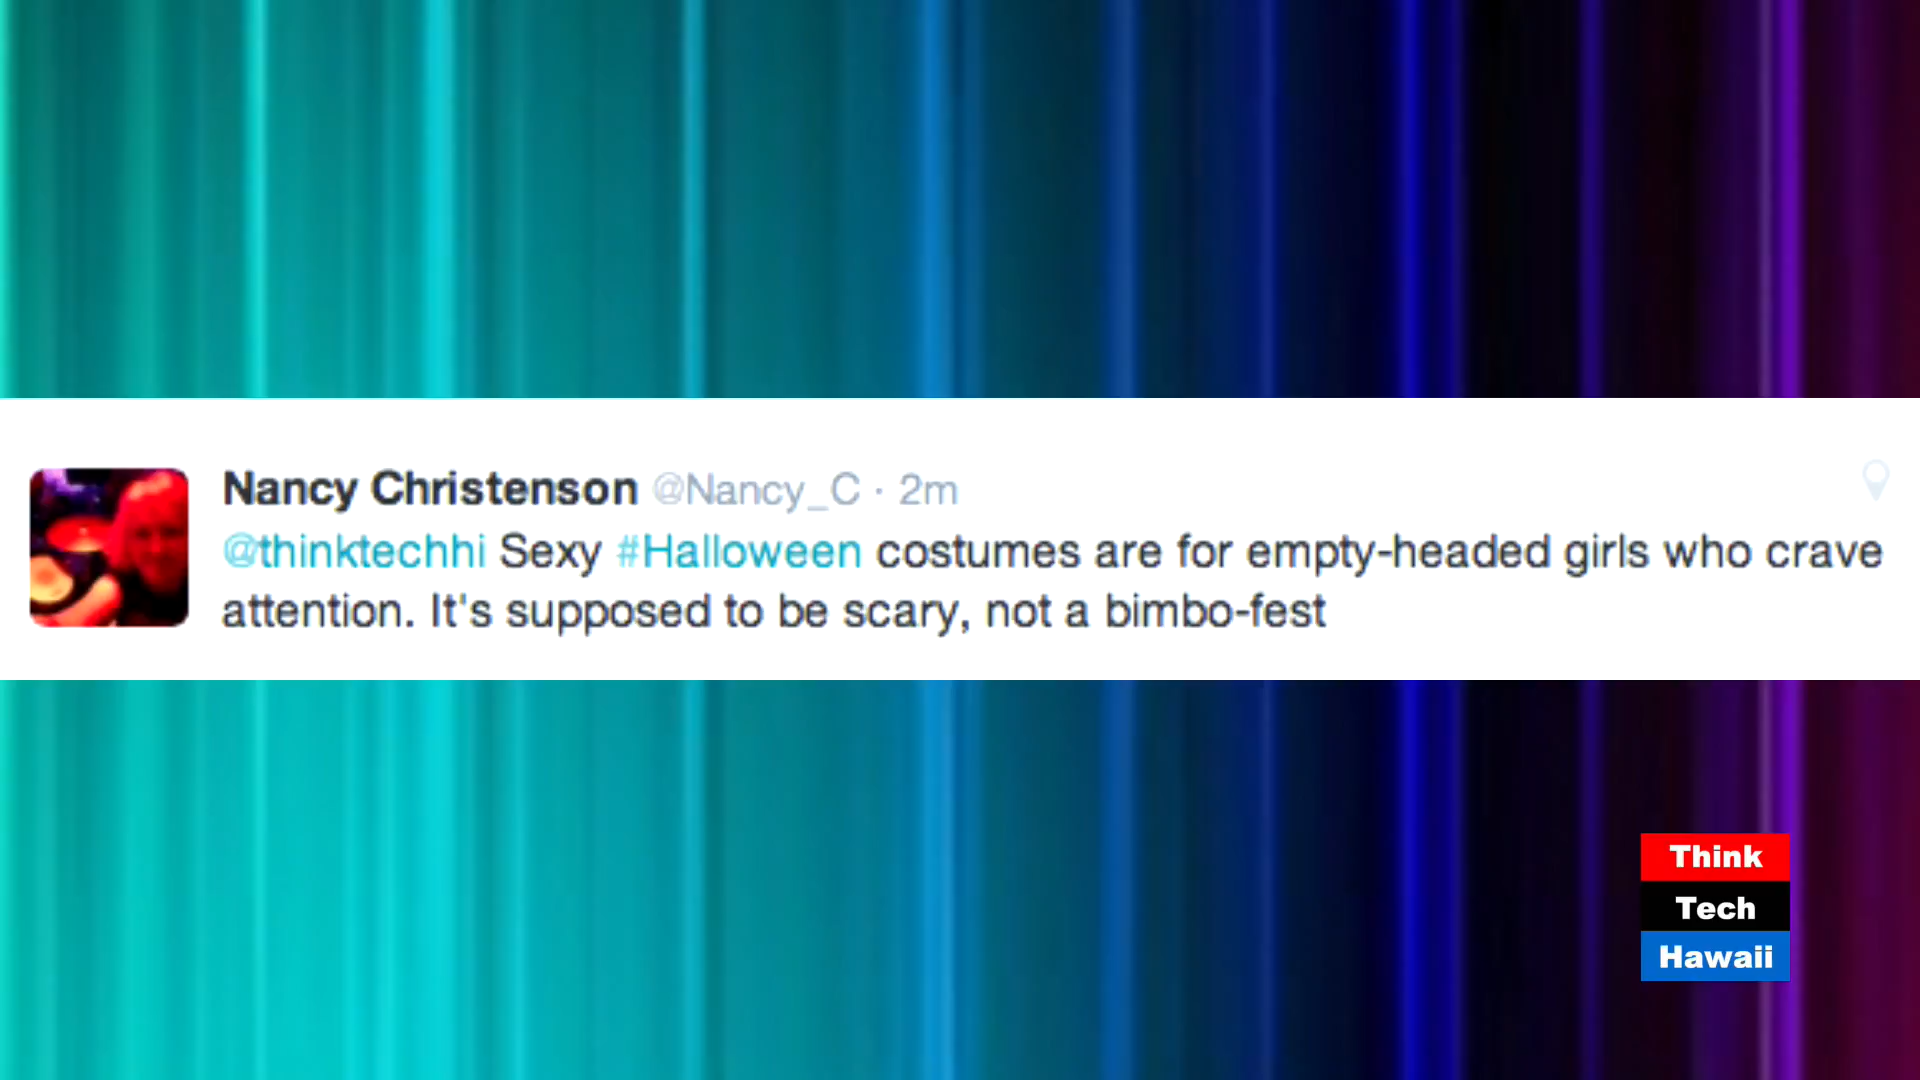 Nancy Christenson @Nancy_C · 2m
@thinktechhi Sexy #Halloween costumes are for empty-headed girls who crave
attention. It's supposed to be scary, not a bimbo-fest
Think
Tech
Hawaii